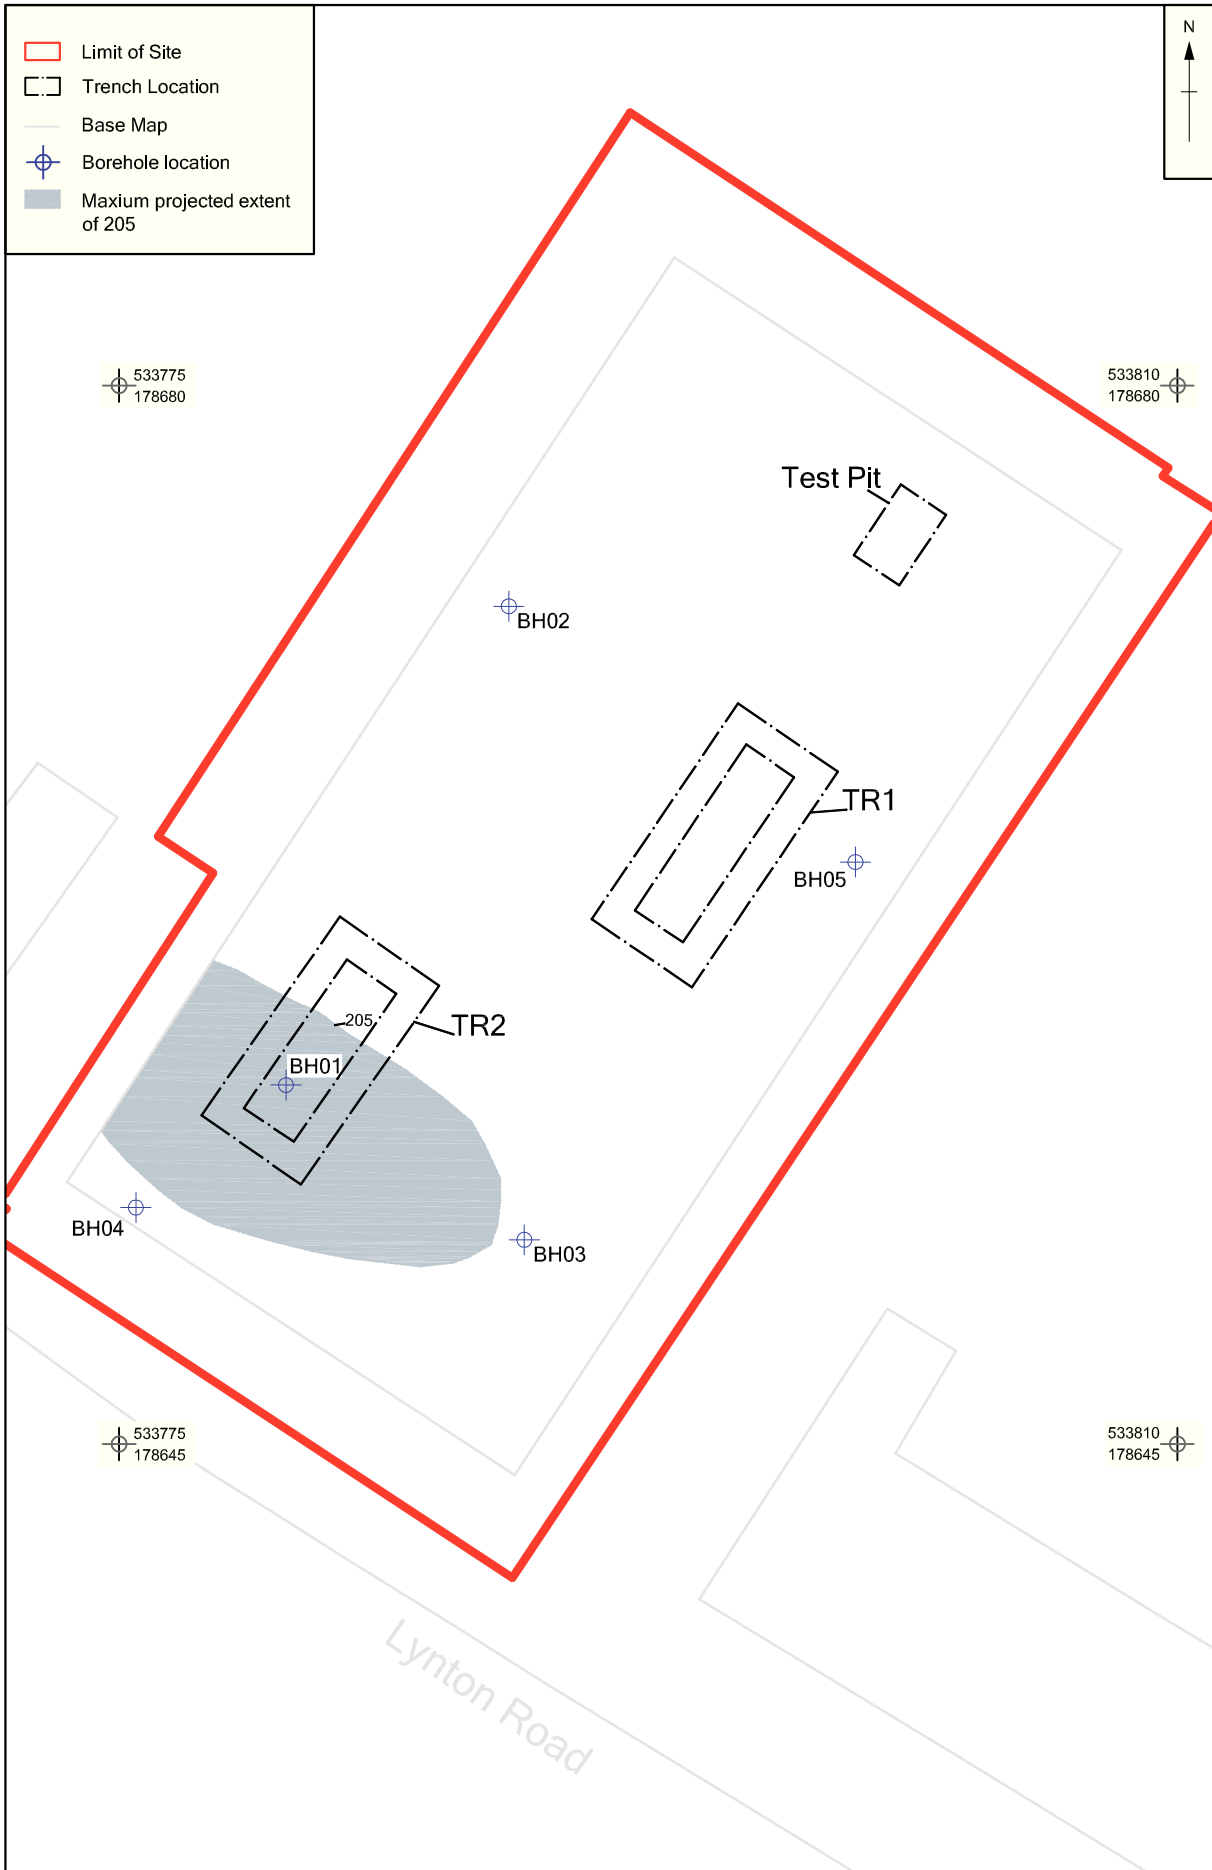 Limit of Site
Trench Location
Base Map
Borehole location
Maxium projected extent
of 205
N
533775
178680
533810
178680
Test Pit
BH02
TR1
BH05
205
TR2
BH01
BH04
BH03
533775
178645
533810
178645
Lynton Road